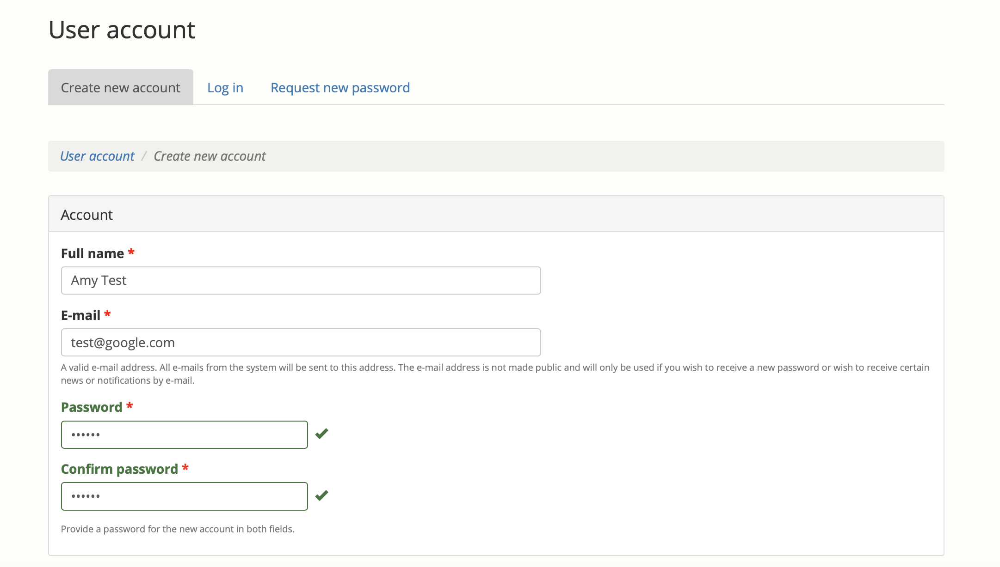 User account
Create new account Log in Request new password
User account / Create new account
Account
Full name *
Amy Test
E-mail *
test@google.com
A valid e-mail address. All e-mails from the system will be sent to this address. The e-mail address is not made public and will only be used if you wish to receive a new password or wish to receive certain
news or notifications by e-mail.
Password *
••••••
Confirm password *
••••••
Provide a password for the new account in both fields.